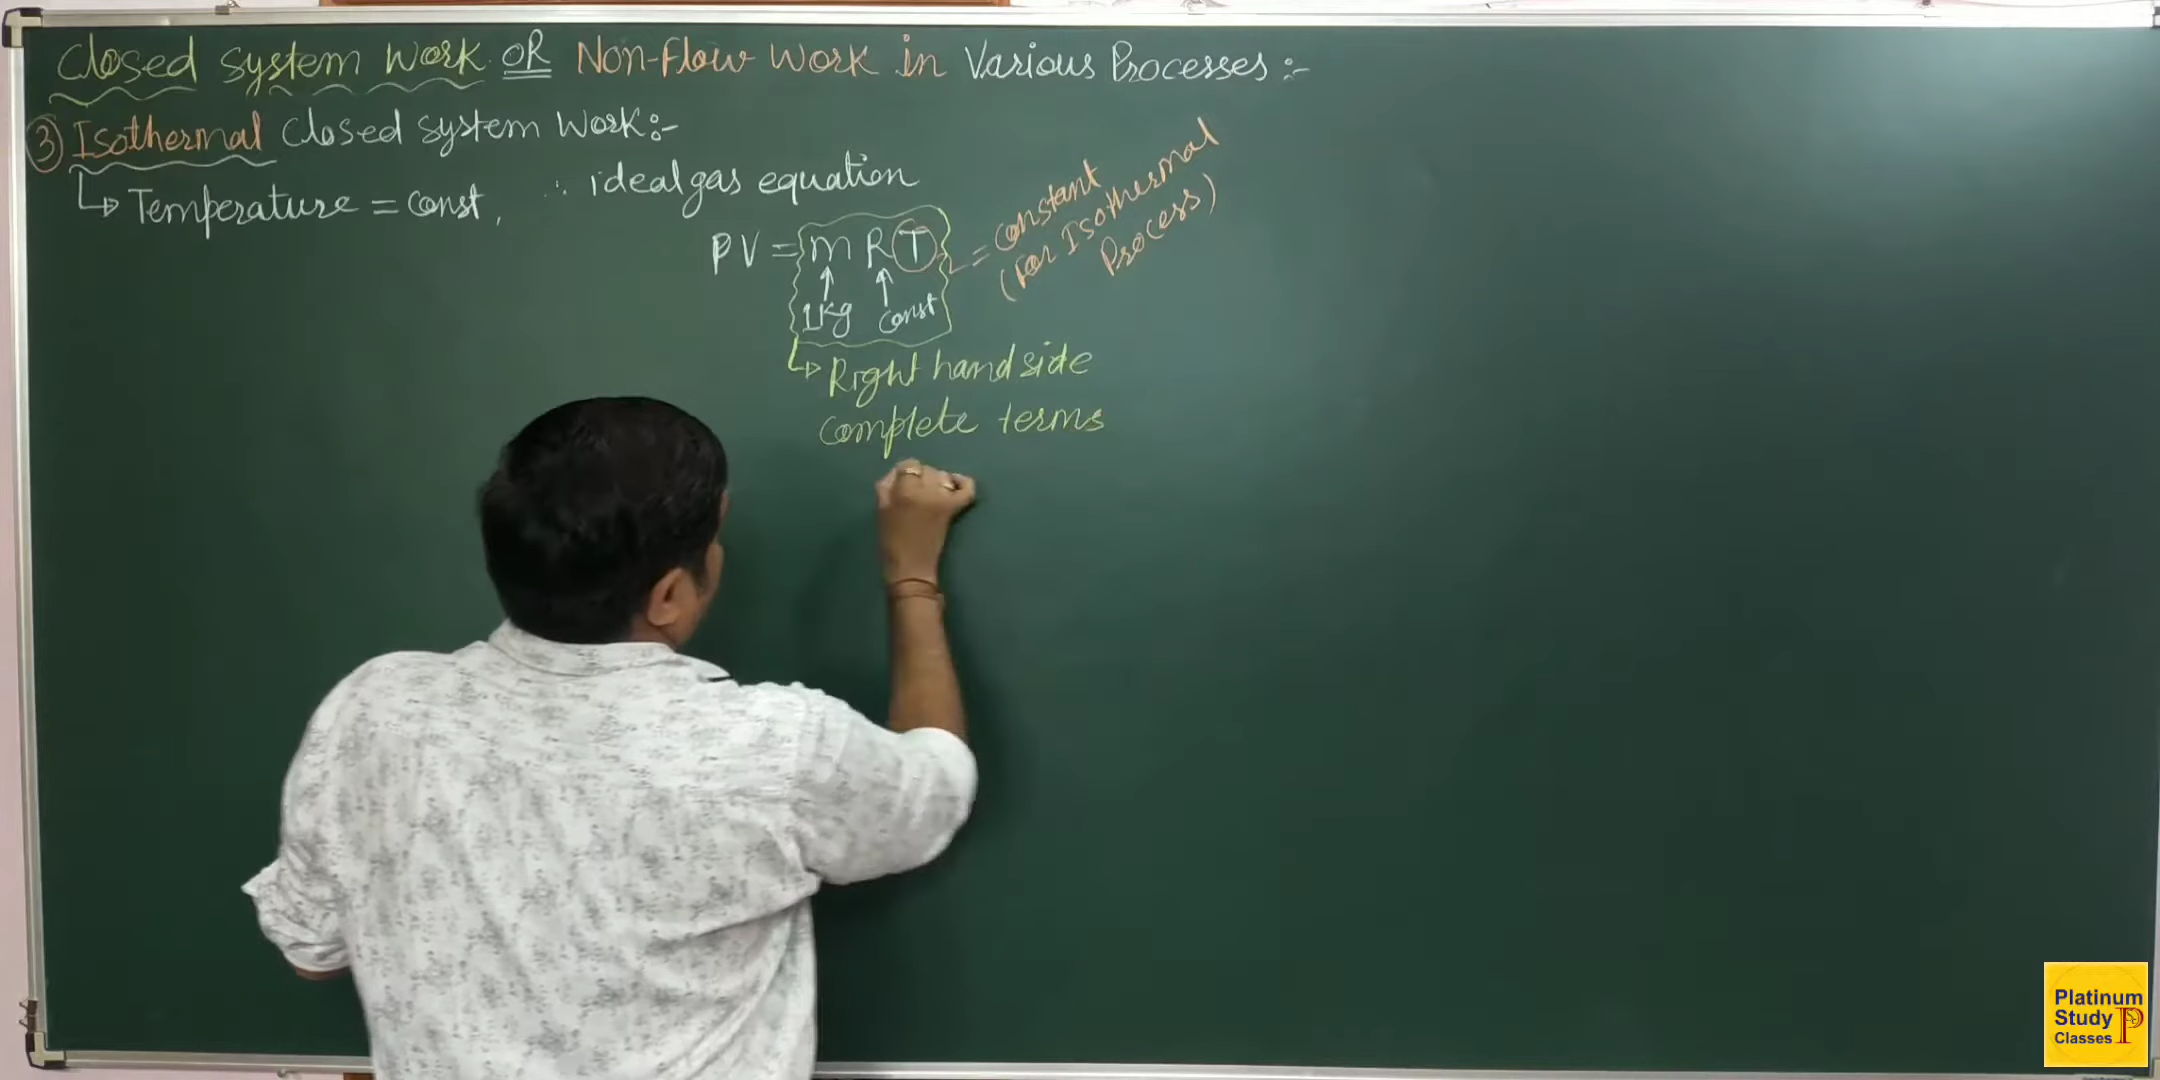 Closed system Work OR Non-Flow Work in Various Processes :-
③ Isothermal Closed system Work:-
↳ Temperature = const, ∴ ideal gas equation
PV = m R T = constant
(For Isothermal
Process)
↑ ↑
1kg const
↳ Right hand side
complete terms
Platinum
Study
Classes